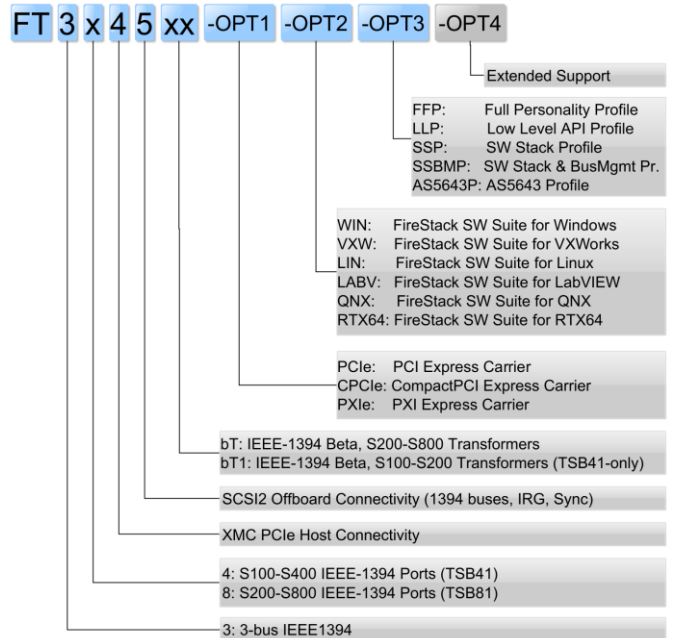 FT 3 x 4 5 xx -OPT1 -OPT2 -OPT3 -OPT4
Extended Support
FFP: Full Personality Profile
LLP: Low Level API Profile
SSP: SW Stack Profile
SSBMP: SW Stack & BusMgmt Pr.
AS5643P: AS5643 Profile
WIN: FireStack SW Suite for Windows
VXW: FireStack SW Suite for VXWorks
LIN: FireStack SW Suite for Linux
LABV: FireStack SW Suite for LabVIEW
QNX: FireStack SW Suite for QNX
RTX64: FireStack SW Suite for RTX64
PCIe: PCI Express Carrier
CPCIe: CompactPCI Express Carrier
PXIe: PXI Express Carrier
bT: IEEE-1394 Beta, S200-S800 Transformers
bT1: IEEE-1394 Beta, S100-S200 Transformers (TSB41-only)
SCSI2 Offboard Connectivity (1394 buses, IRG, Sync)
XMC PCIe Host Connectivity
4: S100-S400 IEEE-1394 Ports (TSB41)
8: S200-S800 IEEE-1394 Ports (TSB81)
3: 3-bus IEEE1394